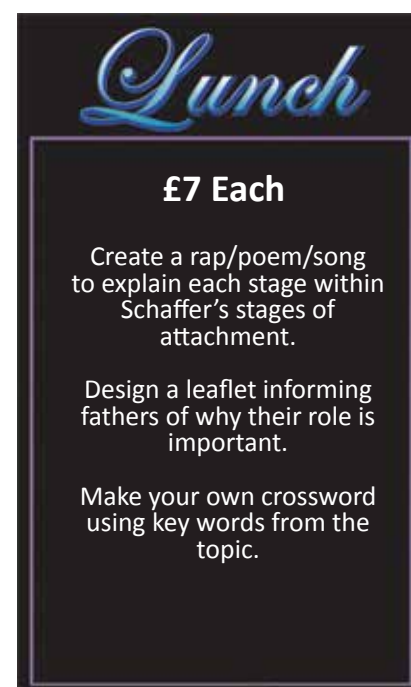 Lunch
£7 Each
Create a rap/poem/song
to explain each stage within
Schaffer's stages of
attachment.
Design a leaflet informing
fathers of why their role is
important.
Make your own crossword
using key words from the
topic.